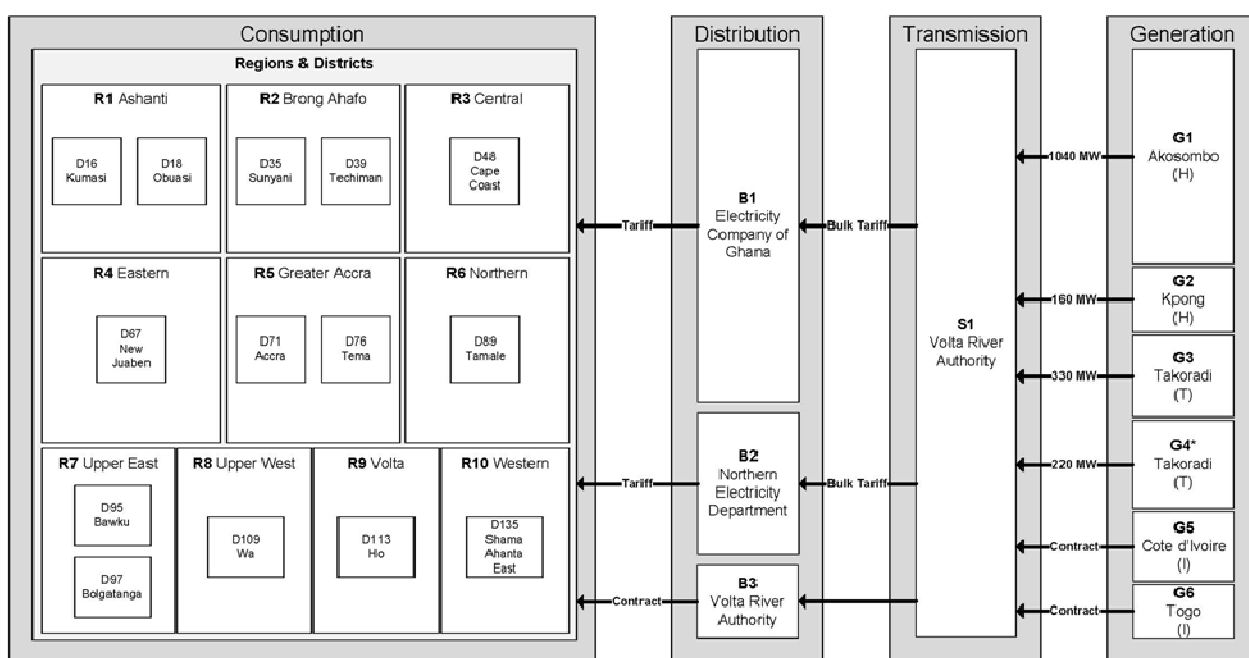 Consumption
Regions & Districts
R1 Ashanti
D16
Kumasi
D18
Obuasi
R2 Brong Ahafo
D35
Sunyani
D39
Techiman
R3 Central
D48
Cape
Coast
R4 Eastern
D67
New
Juaben
R5 Greater Accra
D71
Accra
D76
Tema
R6 Northern
D89
Tamale
R7 Upper East
D95
Bawku
D97
Bolgatanga
R8 Upper West
D109
Wa
R9 Volta
D113
Ho
R10 Western
D135
Shama
Ahanta
East
Tariff
Tariff
Contract
Distribution
B1
Electricity
Company of
Ghana
B2
Northern
Electricity
Department
B3
Volta River
Authority
Bulk Tariff
Bulk Tariff
Transmission
S1
Volta River
Authority
1040 MW
160 MW
330 MW
220 MW
Contract
Contract
Generation
G1
Akosombo
(H)
G2
Kpong
(H)
G3
Takoradi
(T)
G4*
Takoradi
(T)
G5
Cote d'Ivoire
(I)
G6
Togo
(I)